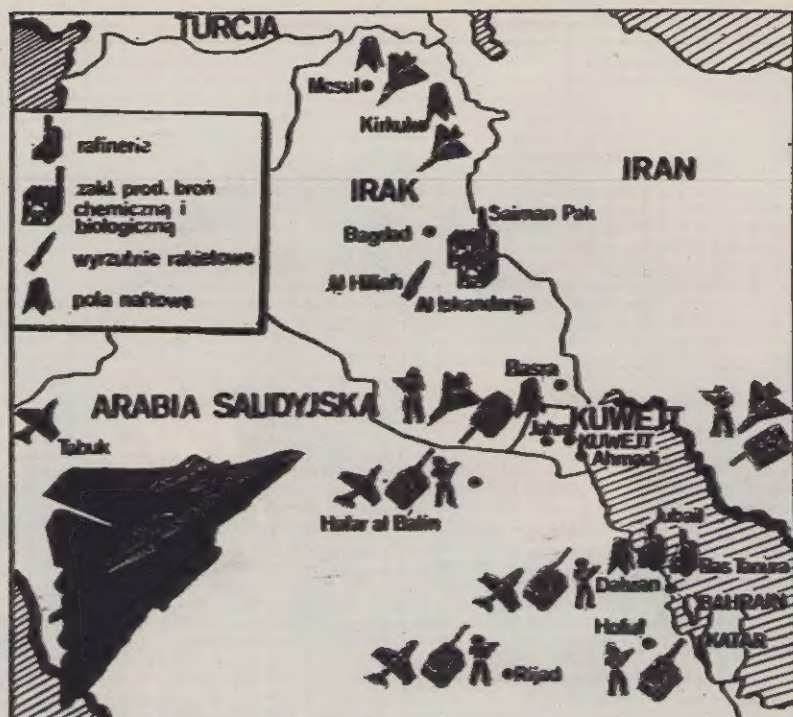 TURCJA
Mosul
Kirkuk
rafinerie
zakł. prod. broń
chemiczną i
biologiczną
wyrzutnie rakietowe
pola naftowe
IRAK
IRAN
Salman Pak
Bagdad
Al Hillah
Al Iskanderija
Basra
ARABIA SAUDYJSKA
KUWEJT
Jahra
KUWEJT
Ahmadi
Tabuk
Hafar al Batin
Jubail
Ras Tanura
Dahran
BAHRAIN
Hofuf
KATAR
Rijad